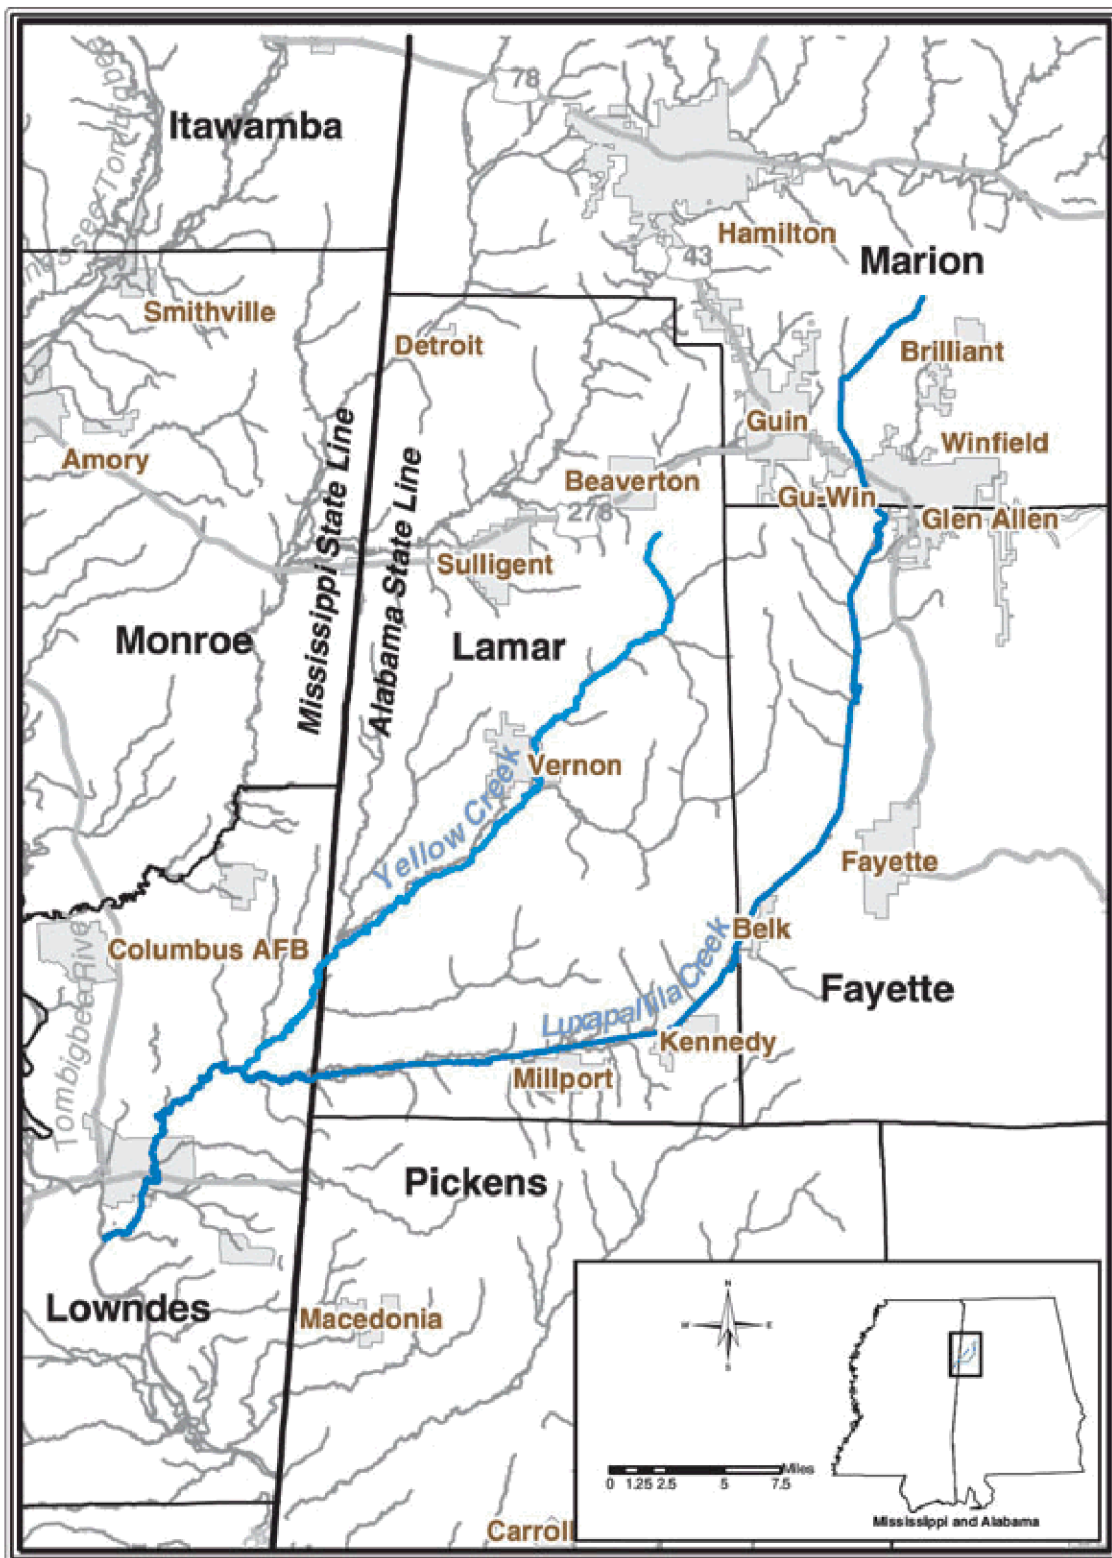 78
Itawamba
Hamilton
43
Marion
Smithville
Detroit
Brilliant
Guin
Winfield
Amory
Beaverton
Gu-Win
278
Glen Allen
Sulligent
Mississippi State Line
Alabama State Line
Monroe
Lamar
Vernon
Yellow Creek
Fayette
Belk
Columbus AFB
Luxapallila Creek
Fayette
Tombigbee River
Kennedy
Millport
Pickens
Lowndes
Macedonia
N
W E
S
Miles
0 1.25 2.5 5 7.5
Mississippi and Alabama
Carroll